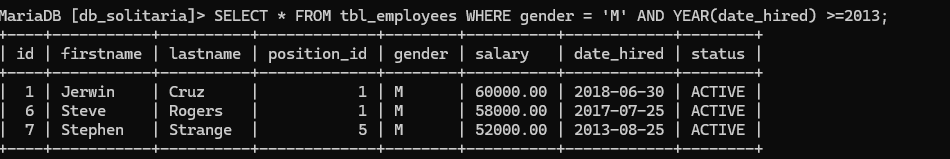 MariaDB [db_solitaria]> SELECT * FROM tbl_employees WHERE gender = 'M' AND YEAR(date_hired) >=2013;
+----+-----------+----------+-------------+--------+----------+------------+--------+
| id | firstname | lastname | position_id | gender | salary   | date_hired | status |
+----+-----------+----------+-------------+--------+----------+------------+--------+
|  1 | Jerwin    | Cruz     |           1 | M      | 60000.00 | 2018-06-30 | ACTIVE |
|  6 | Steve     | Rogers   |           1 | M      | 58000.00 | 2017-07-25 | ACTIVE |
|  7 | Stephen   | Strange  |           5 | M      | 52000.00 | 2013-08-25 | ACTIVE |
+----+-----------+----------+-------------+--------+----------+------------+--------+